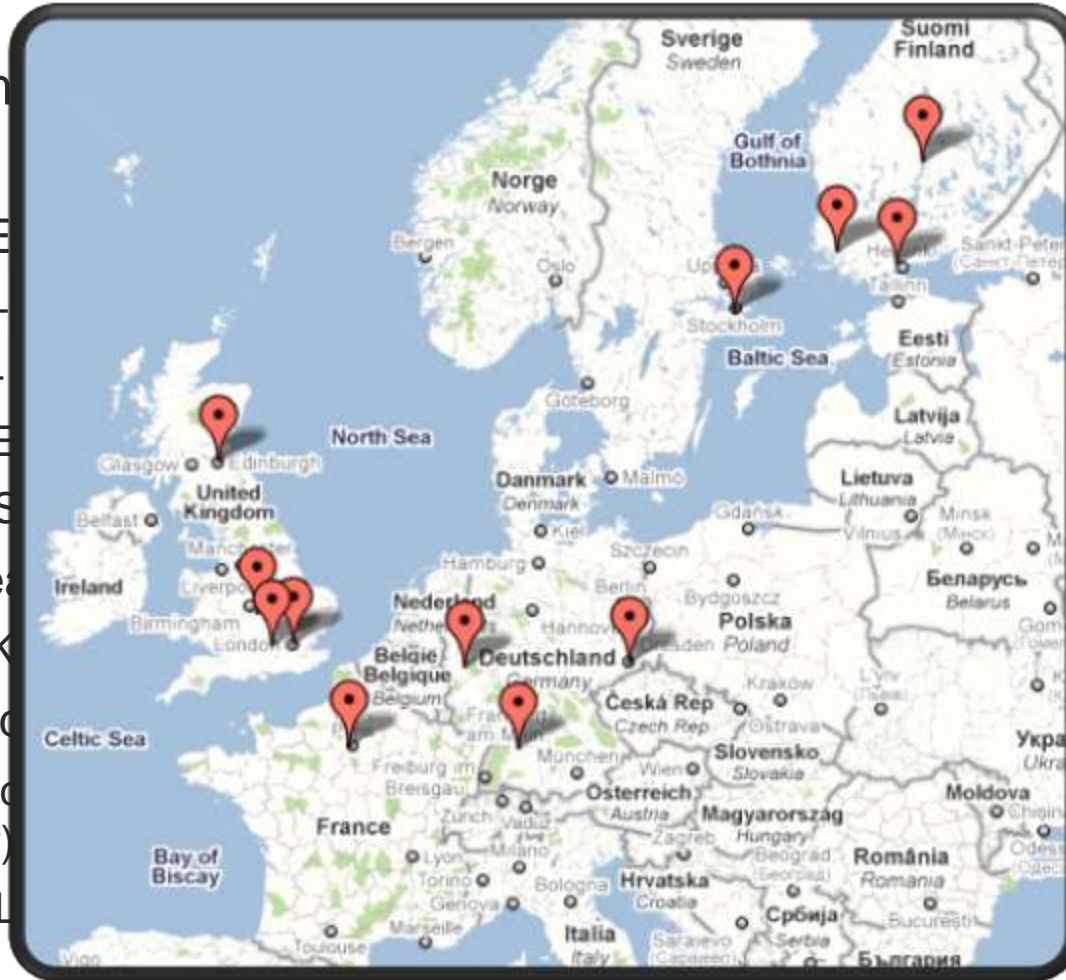 Suomi
Finland
Sverige
Sweden
Gulf of
Bothnia
Norge
Norway
Bergen
Oslo
Tallinn
Stockholm
Eesti
Estonia
Baltic Sea
Göteborg
Latvija
Latvia
North Sea
Glasgow
Edinburgh
United
Kingdom
Danmark
Denmark
Malmö
Lietuva
Lithuania
Vilnius
Minsk
(Минск)
Belfast
Kiel
Gdańsk
Hamburg
Szczecin
Ireland
Беларусь
Belarus
Berlin
Bydgoszcz
Polska
Poland
Birmingham
België
Belgique
Belgium
Deutschland
Germany
Kraków
Ostrava
Česká Rep
Czech Rep
Celtic Sea
München
Wien
Slovensko
Slovakia
Freiburg im
Breisgau
Österreich
Austria
Magyarország
Hungary
Moldova
Zürich
Vaduz
Zagreb
France
Lyon
Milano
Torino
Genova
Bologna
Beograd
(Београд)
România
Romania
Bay of
Biscay
Hrvatska
Croatia
Србија
Serbia
București
Marseille
Toulouse
Italia
Italy
Sarajevo
(Сарајево)
Vigo
България